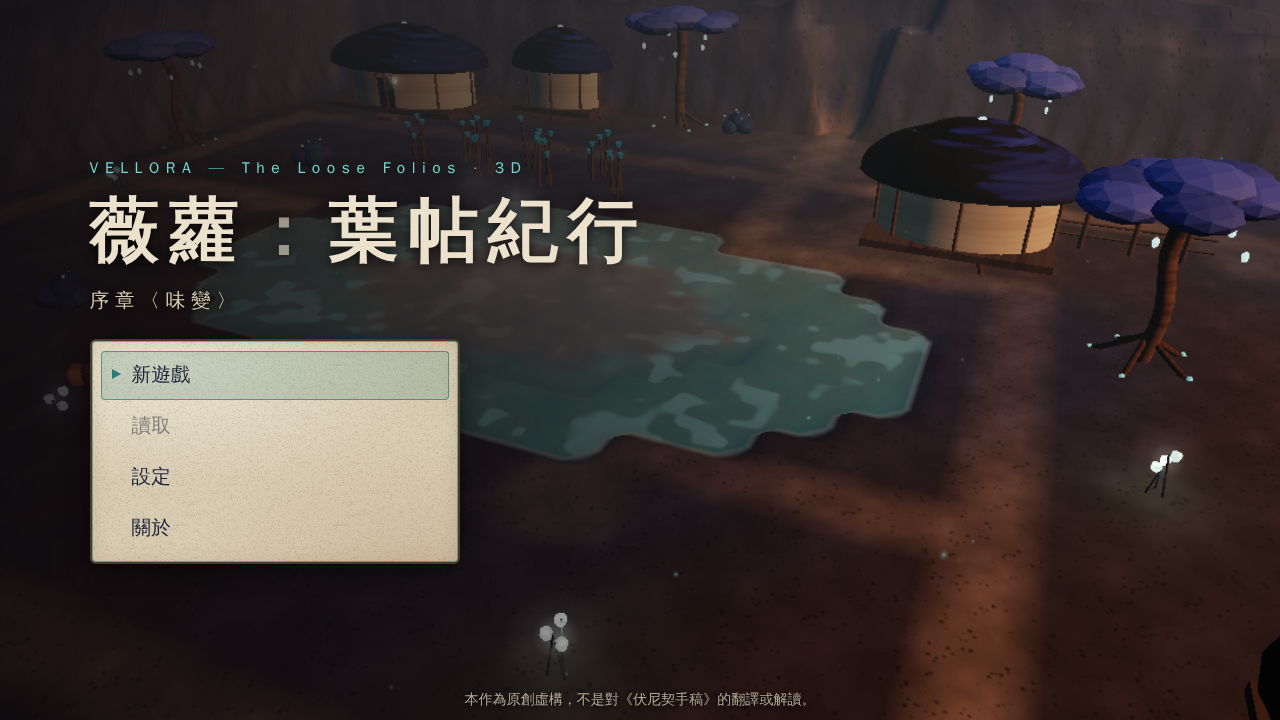 VELLORA — The Loose Folios · 3D
薇蘿：葉帖紀行
序章〈味變〉
新遊戲
讀取
設定
關於
本作為原創虛構，不是對《伏尼契手稿》的翻譯或解讀。